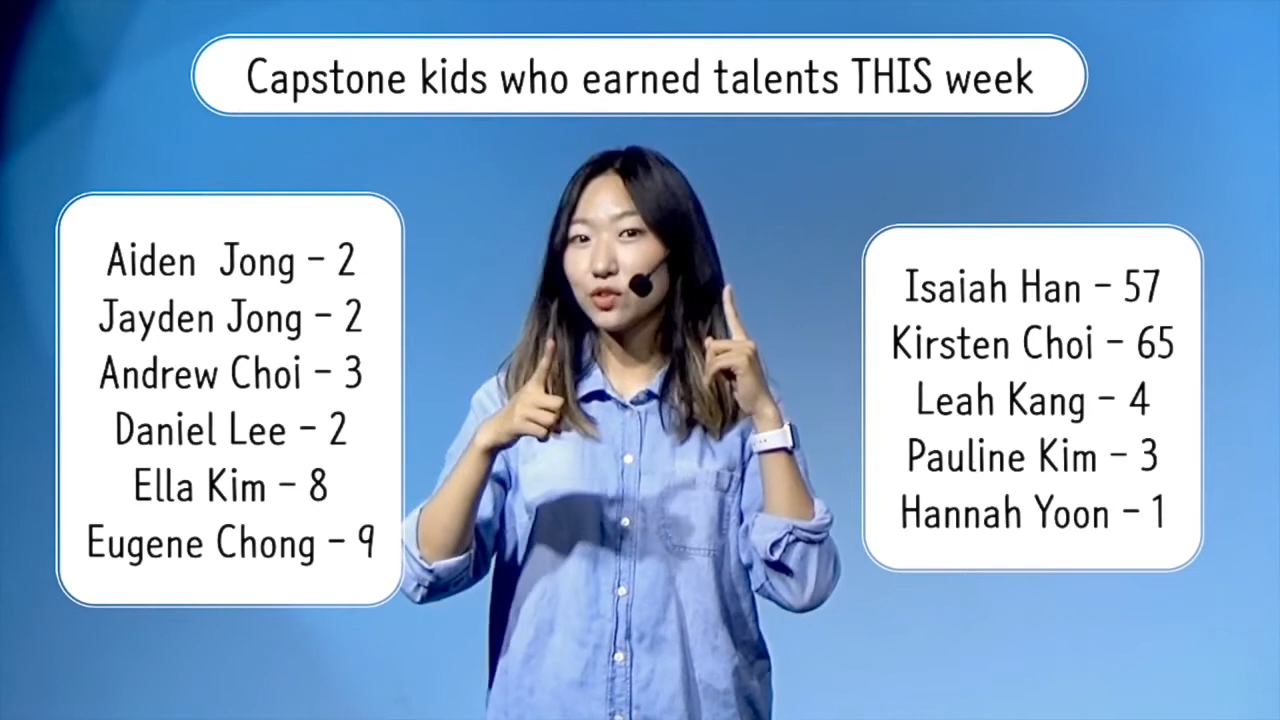 Capstone kids who earned talents THIS week
Aiden  Jong - 2
Jayden Jong - 2
Andrew Choi - 3
Daniel Lee - 2
Ella Kim - 8
Eugene Chong - 9
Isaiah Han - 57
Kirsten Choi - 65
Leah Kang - 4
Pauline Kim - 3
Hannah Yoon - 1